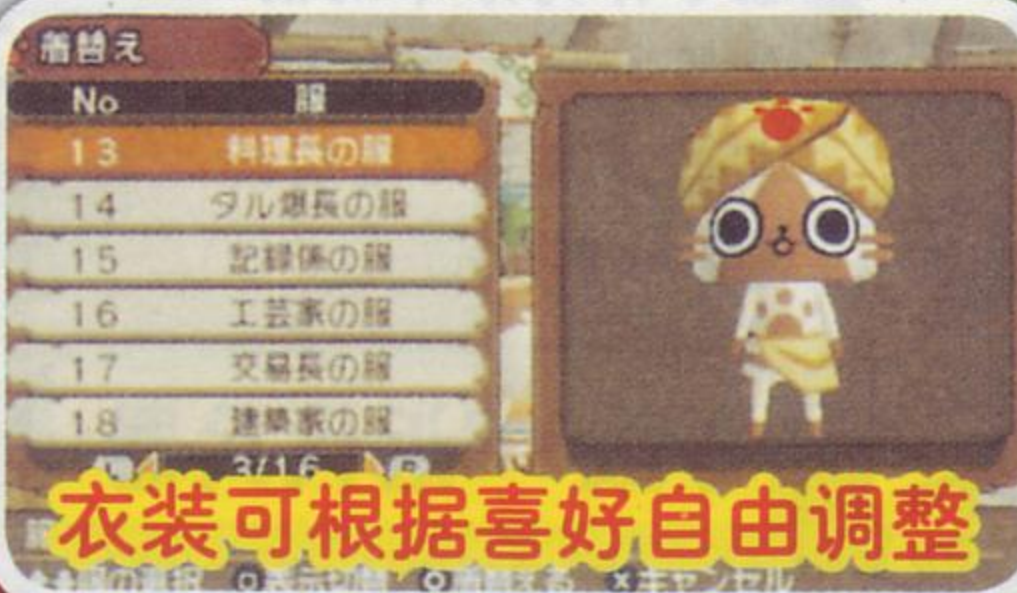 着替え
No 服
13 料理長の服
14 タル爆長の服
15 記録係の服
16 工芸家の服
17 交易長の服
18 建築家の服
L 3/16 R
衣装可根据喜好自由调整
×キャンセル